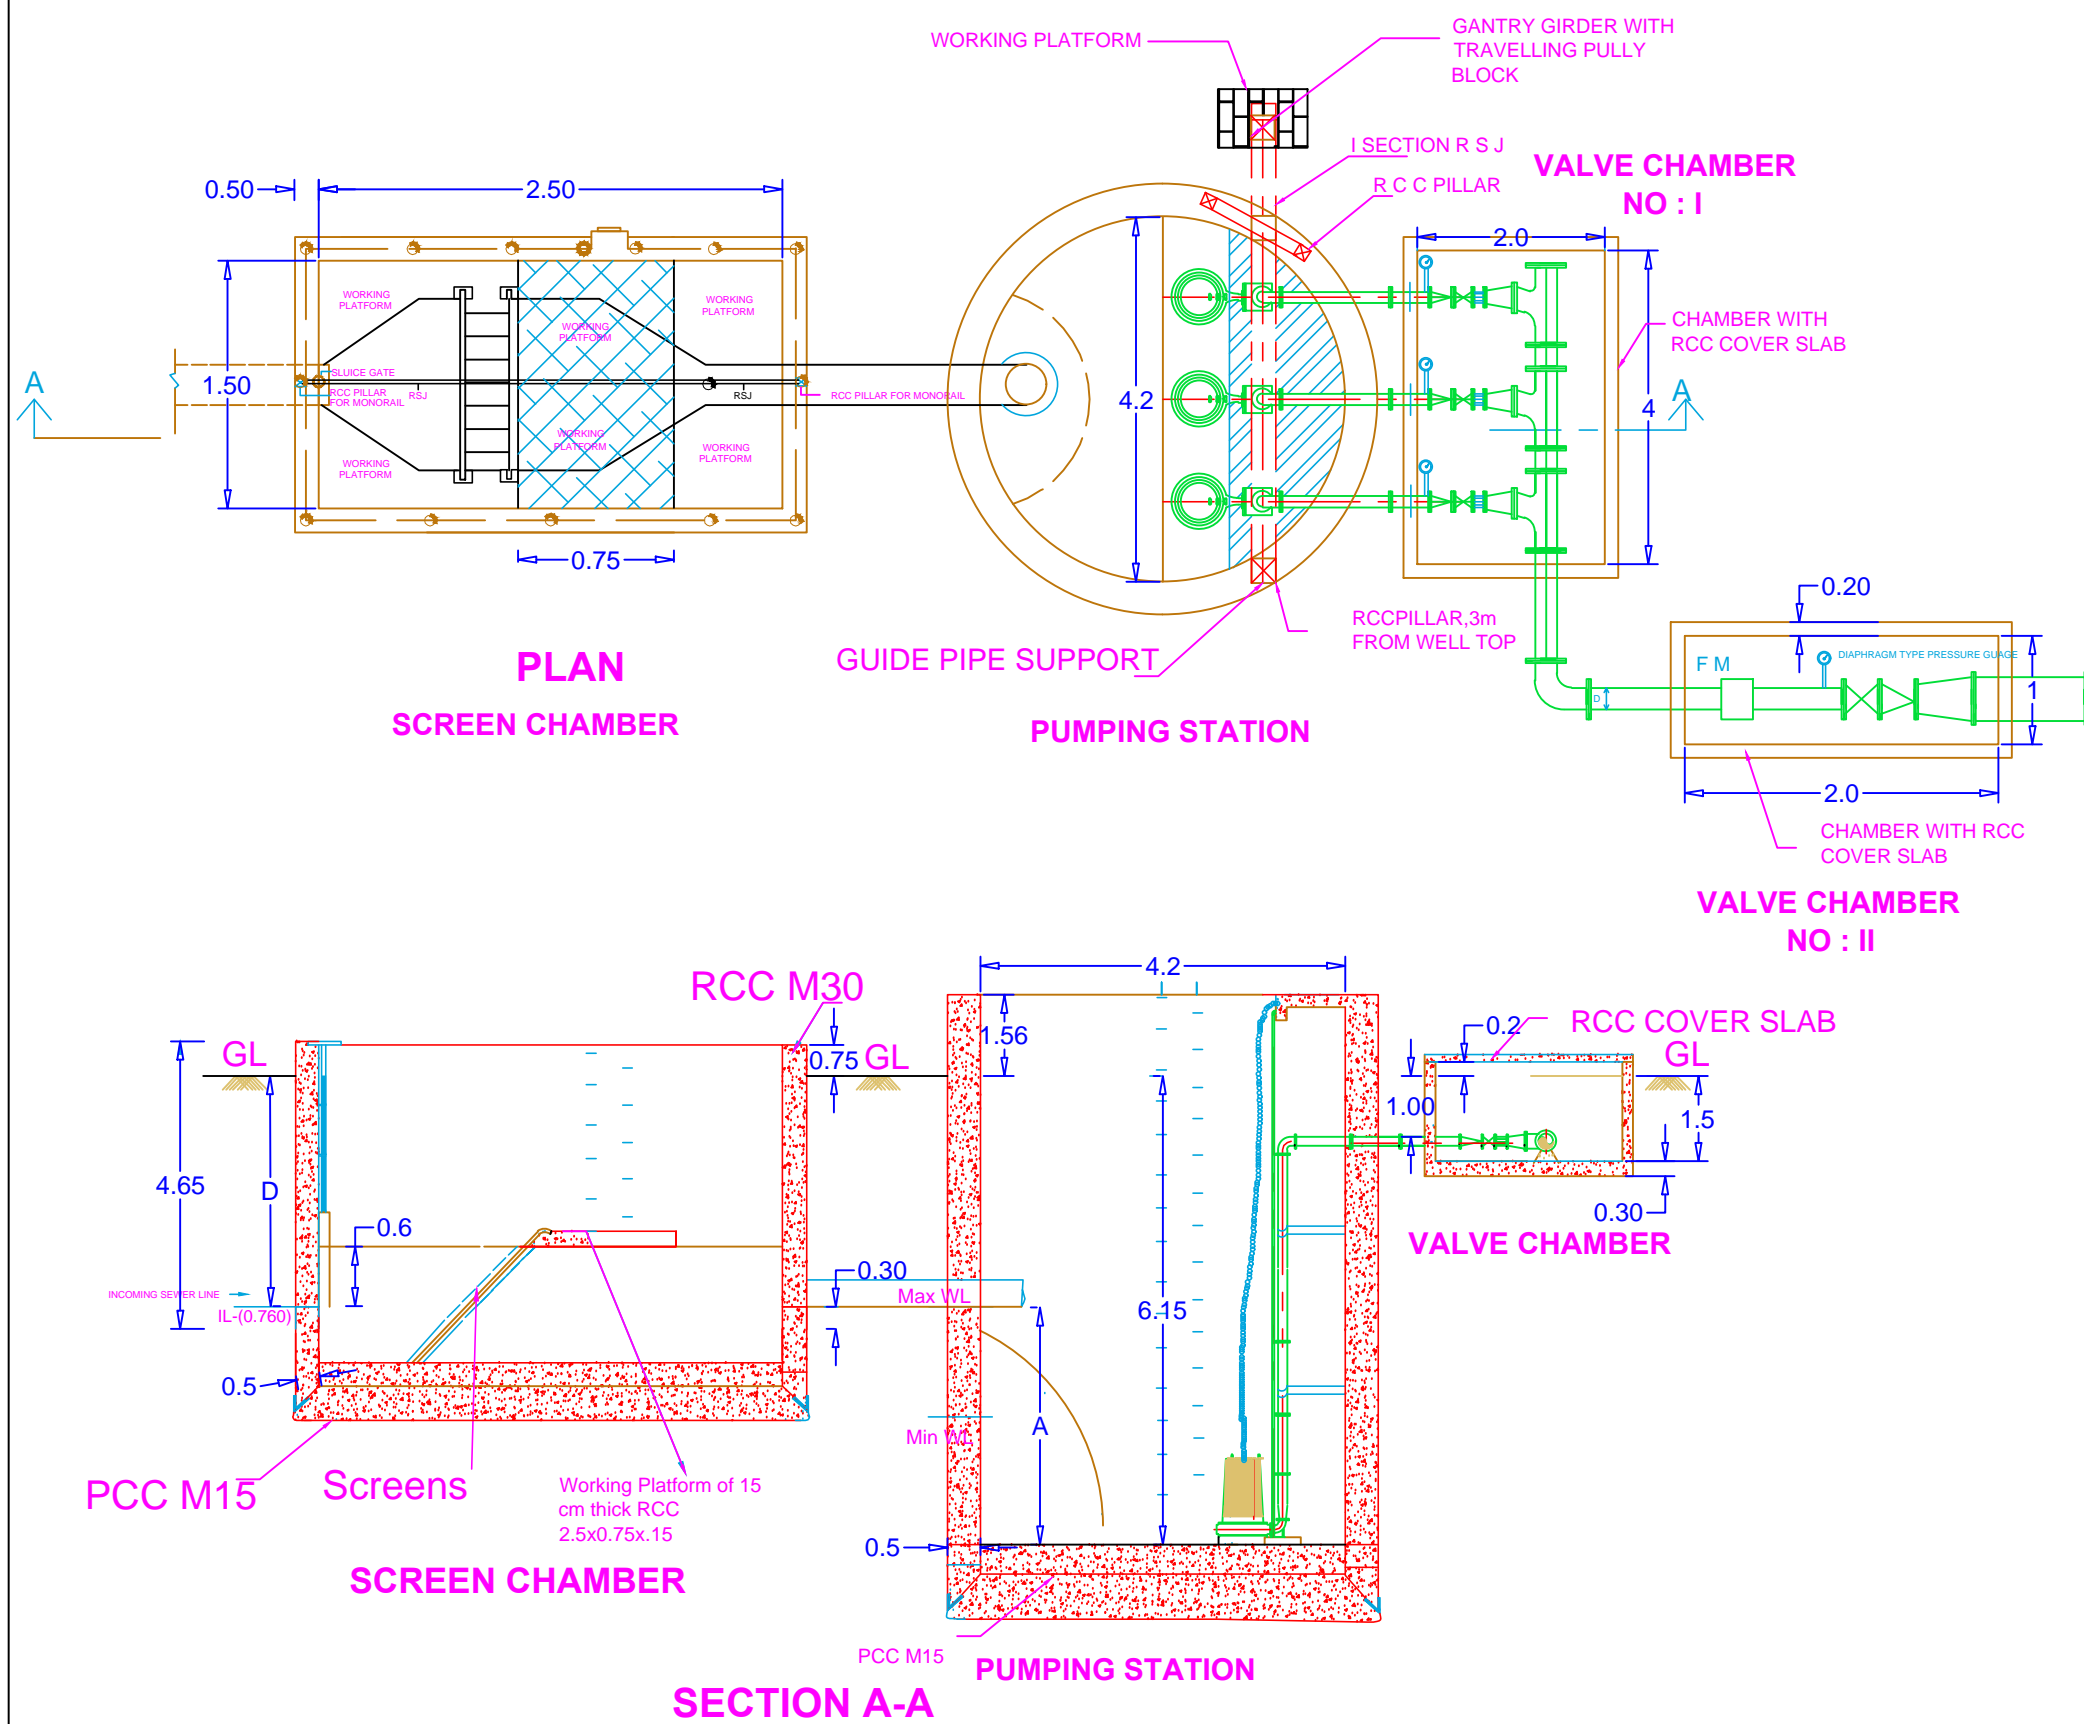 WORKING PLATFORM
GANTRY GIRDER WITH
TRAVELLING PULLY
BLOCK
I SECTION R S J
R C C PILLAR
VALVE CHAMBER
NO : I
0.50
2.50
2.0
WORKING
PLATFORM
WORKING
PLATFORM
WORKING
PLATFORM
CHAMBER WITH
RCC COVER SLAB
A
1.50
SLUICE GATE
RCC PILLAR
FOR MONORAIL
RSJ
RSJ
RCC PILLAR FOR MONORAIL
4.2
4
A
WORKING
PLATFORM
WORKING
PLATFORM
WORKING
PLATFORM
0.75
0.20
RCCPILLAR,3m
FROM WELL TOP
GUIDE PIPE SUPPORT
PLAN
SCREEN CHAMBER
PUMPING STATION
F M
DIAPHRAGM TYPE PRESSURE GUAGE
D
1
2.0
CHAMBER WITH RCC
COVER SLAB
VALVE CHAMBER
NO : II
RCC M30
4.2
GL
0.75
GL
1.56
0.2
RCC COVER SLAB
GL
1.00
1.5
4.65
D
0.6
0.30
VALVE CHAMBER
0.30
Max WL
INCOMING SEWER LINE
IL-(0.760)
6.15
0.5
A
Min WL
PCC M15
Screens
Working Platform of 15
cm thick RCC
2.5x0.75x.15
0.5
SCREEN CHAMBER
PCC M15
PUMPING STATION
SECTION A-A